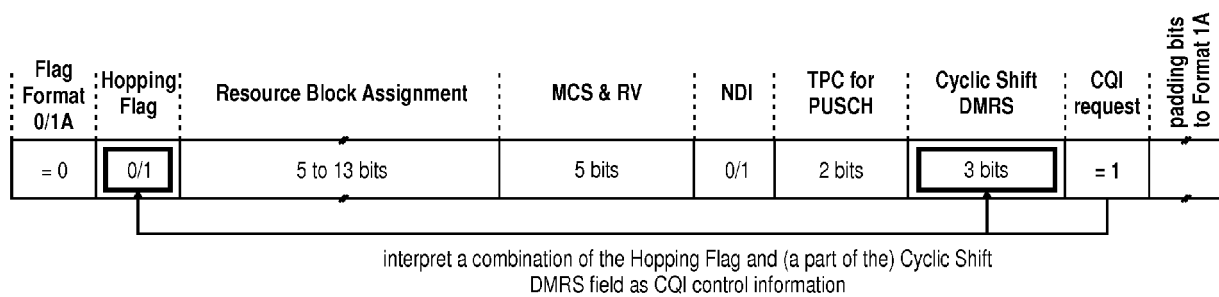 Flag
Format
0/1A
Hopping
Flag
Resource Block Assignment
MCS & RV
NDI
TPC for
PUSCH
Cyclic Shift
DMRS
CQI
request
padding bits
to Format 1A
= 0
0/1
5 to 13 bits
5 bits
0/1
2 bits
3 bits
= 1
interpret a combination of the Hopping Flag and (a part of the) Cyclic Shift
DMRS field as CQI control information